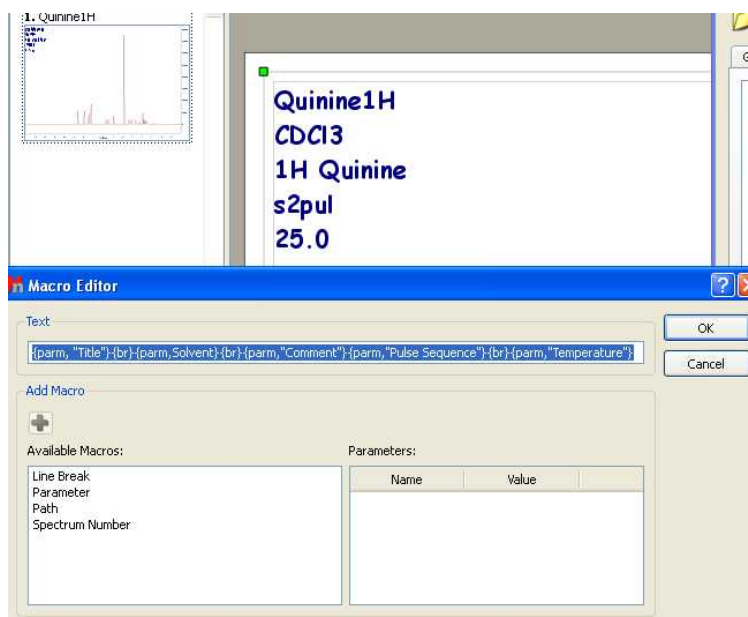 1. Quinine1H
Quinine1H
CDCl3
1H Quinine
s2pul
25.0
Macro Editor
Text
{parm, "Title"}{br}{parm,Solvent}{br}{parm,"Comment"}{parm,"Pulse Sequence"}{br}{parm,"Temperature"}
OK
Cancel
Add Macro
Available Macros:
Parameters:
Line Break
Parameter
Path
Spectrum Number
Name Value